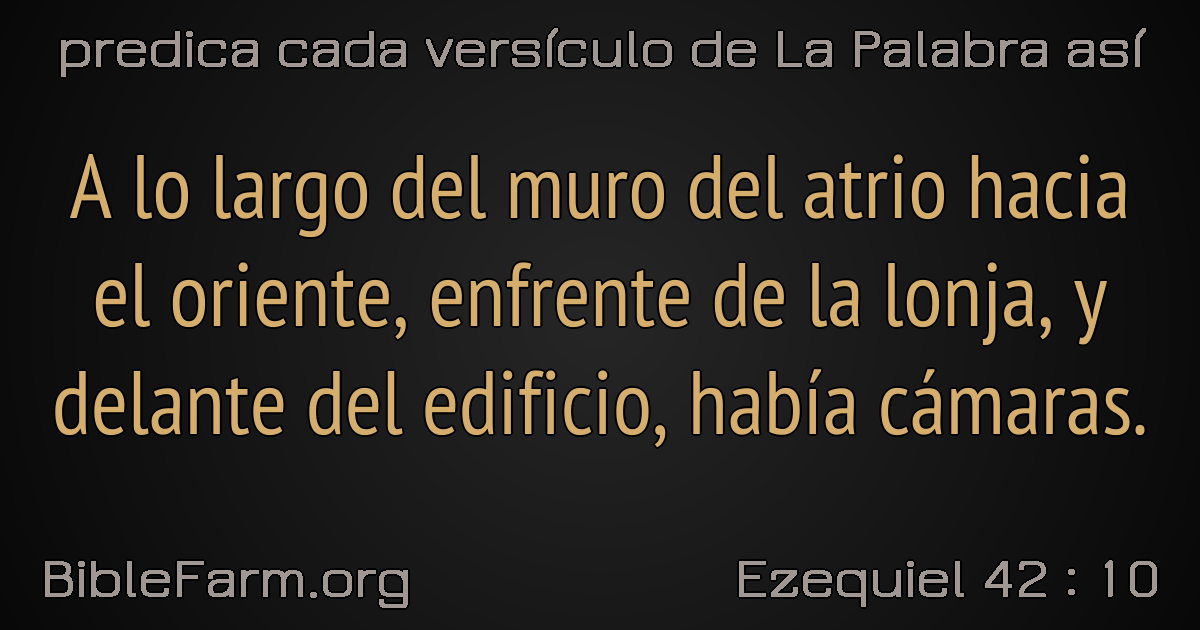 predica cada versículo de La Palabra así
A lo largo del muro del atrio hacia
el oriente, enfrente de la lonja, y
delante del edificio, había cámaras.
BibleFarm.org
Ezequiel 42 : 10